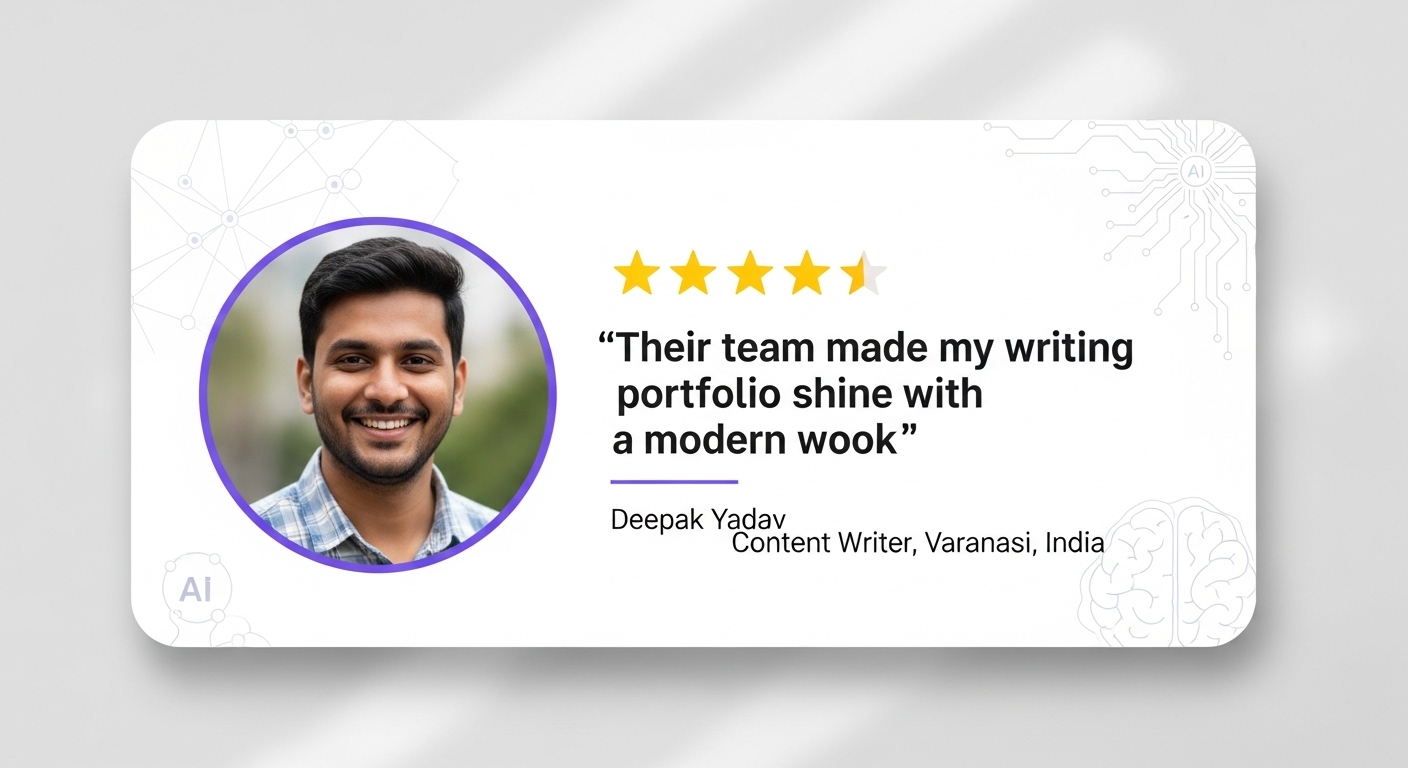 AI
“Their team made my writing
portfolio shine with
a modern wook”
Deepak Yadav
Content Writer, Varanasi, India
AI